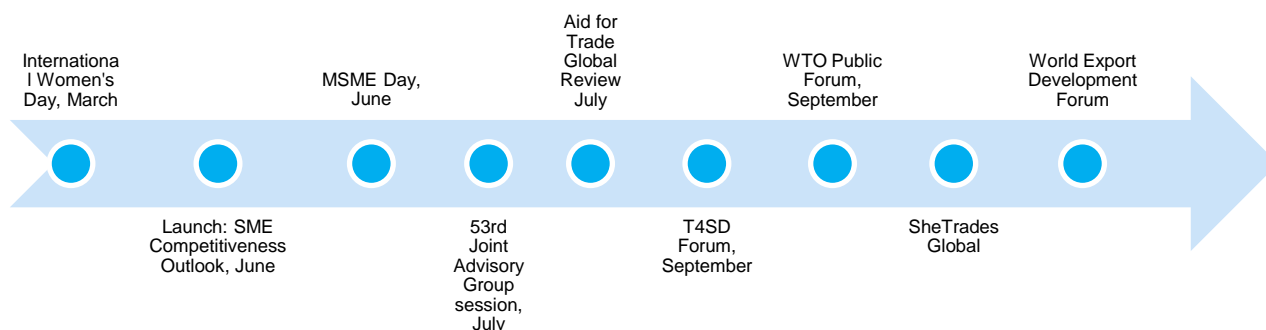 Internationa
l Women's
Day, March
Launch: SME
Competitiveness
Outlook, June
MSME Day,
June
53rd
Joint
Advisory
Group
session,
July
Aid for
Trade
Global
Review
July
T4SD
Forum,
September
WTO Public
Forum,
September
SheTrades
Global
World Export
Development
Forum